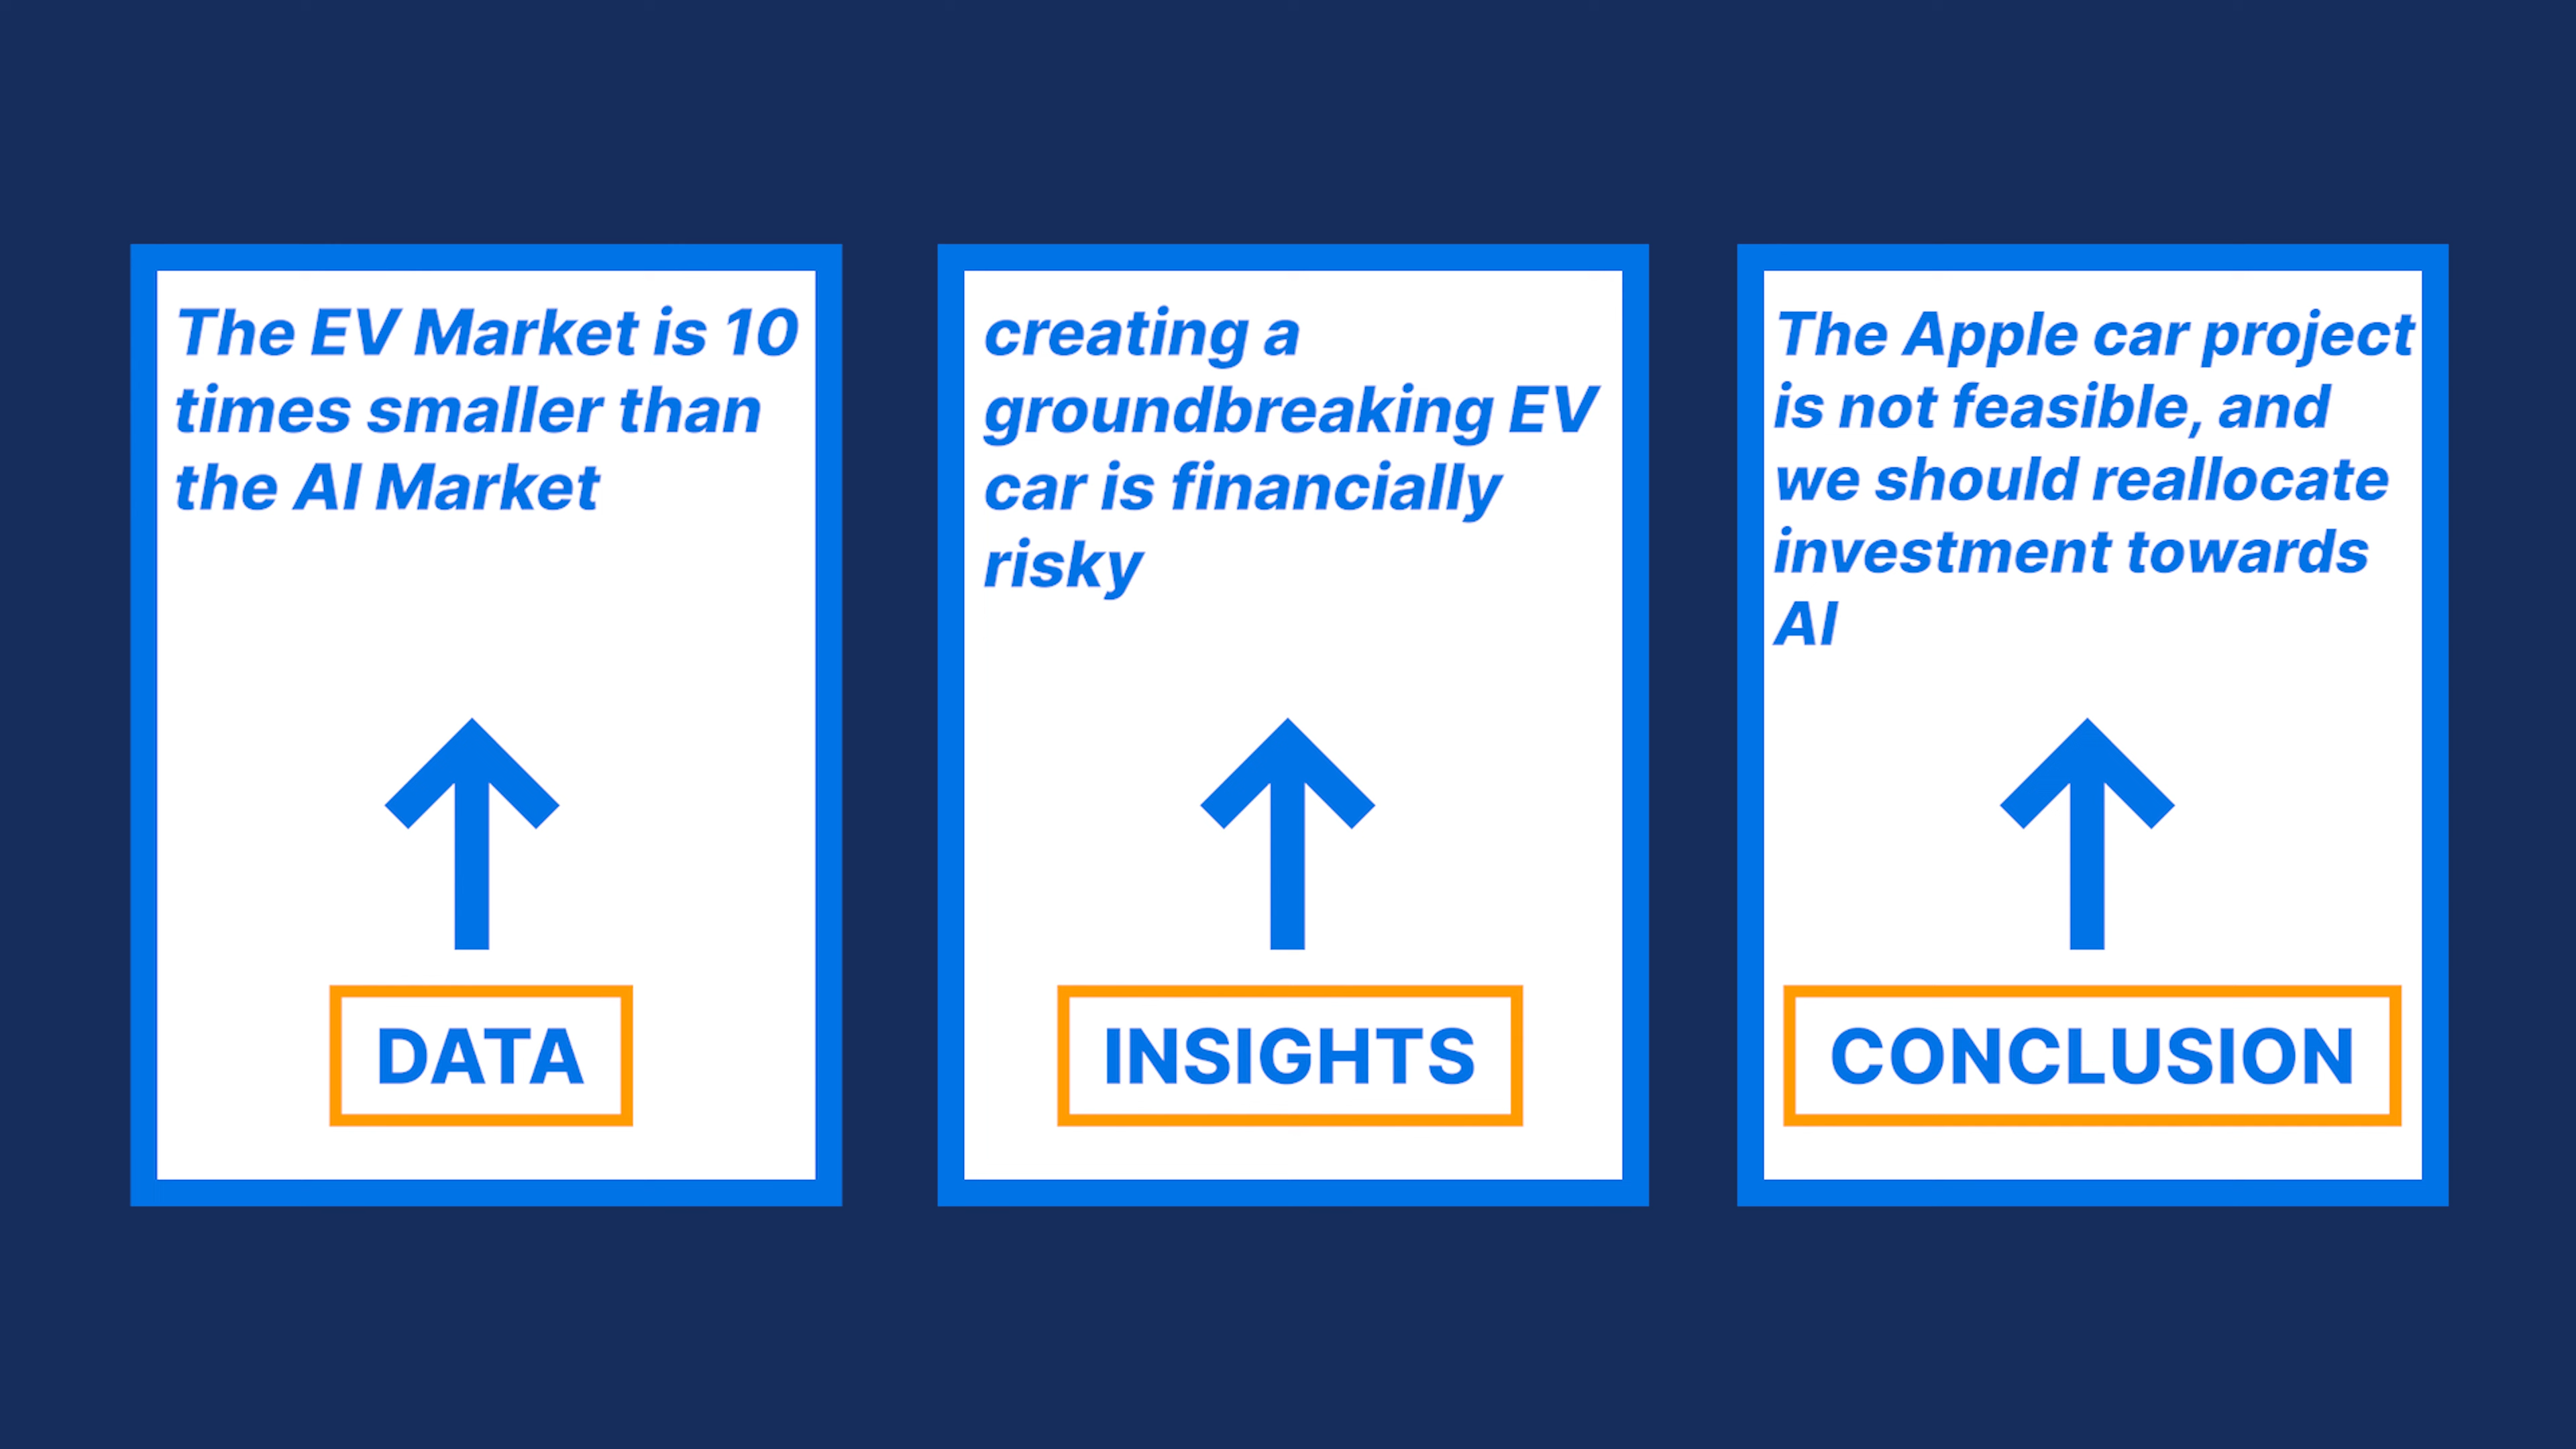 The EV Market is 10
times smaller than
the AI Market
DATA
creating a
groundbreaking EV
car is financially
risky
INSIGHTS
The Apple car project
is not feasible, and
we should reallocate
investment towards
AI
CONCLUSION